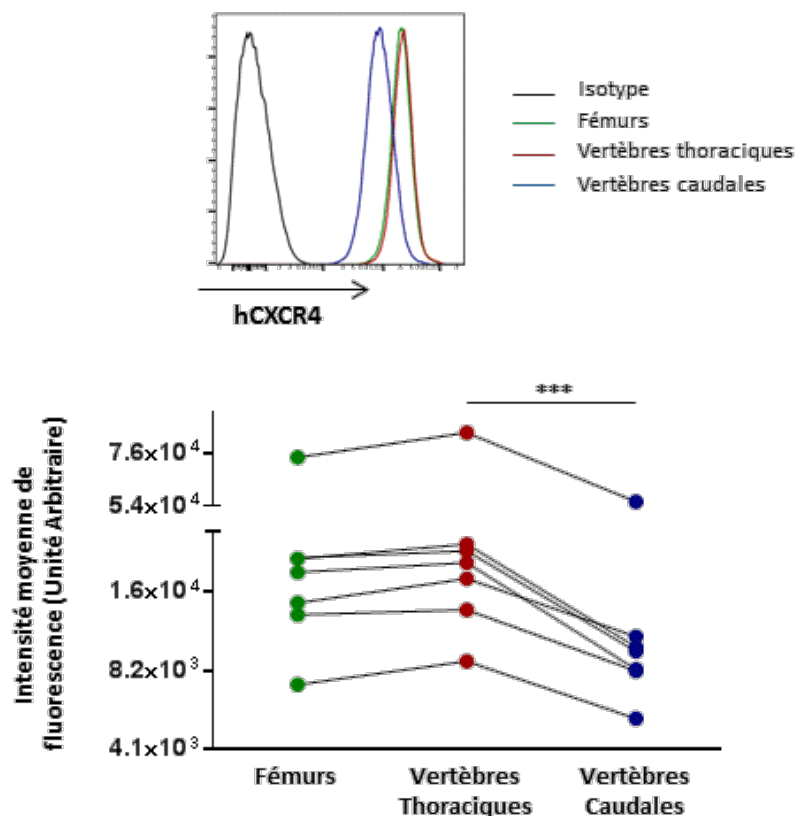 Isotype
Fémurs
Vertèbres thoraciques
Vertèbres caudales
hCXCR4
***
Intensité moyenne de
fluorescence (Unité Arbitraire)
7.6x10⁴
5.4x10⁴
1.6x10⁴
8.2x10³
4.1x10³
Fémurs
Vertèbres
Thoraciques
Vertèbres
Caudales